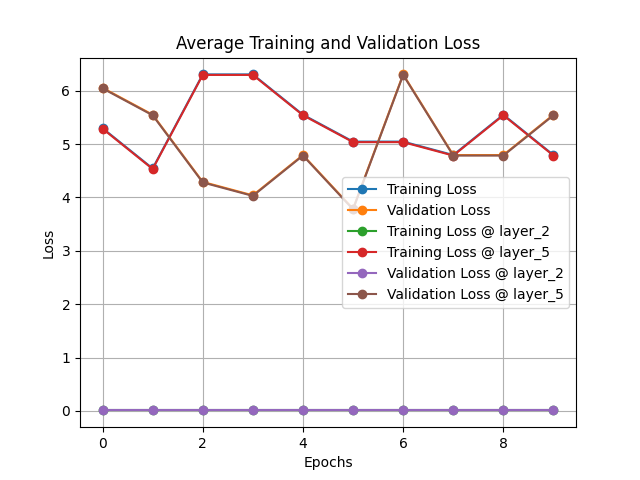 Average Training and Validation Loss
Loss
6
5
4
3
2
1
0
Training Loss
Validation Loss
Training Loss @ layer_2
Training Loss @ layer_5
Validation Loss @ layer_2
Validation Loss @ layer_5
0 2 4 6 8
Epochs